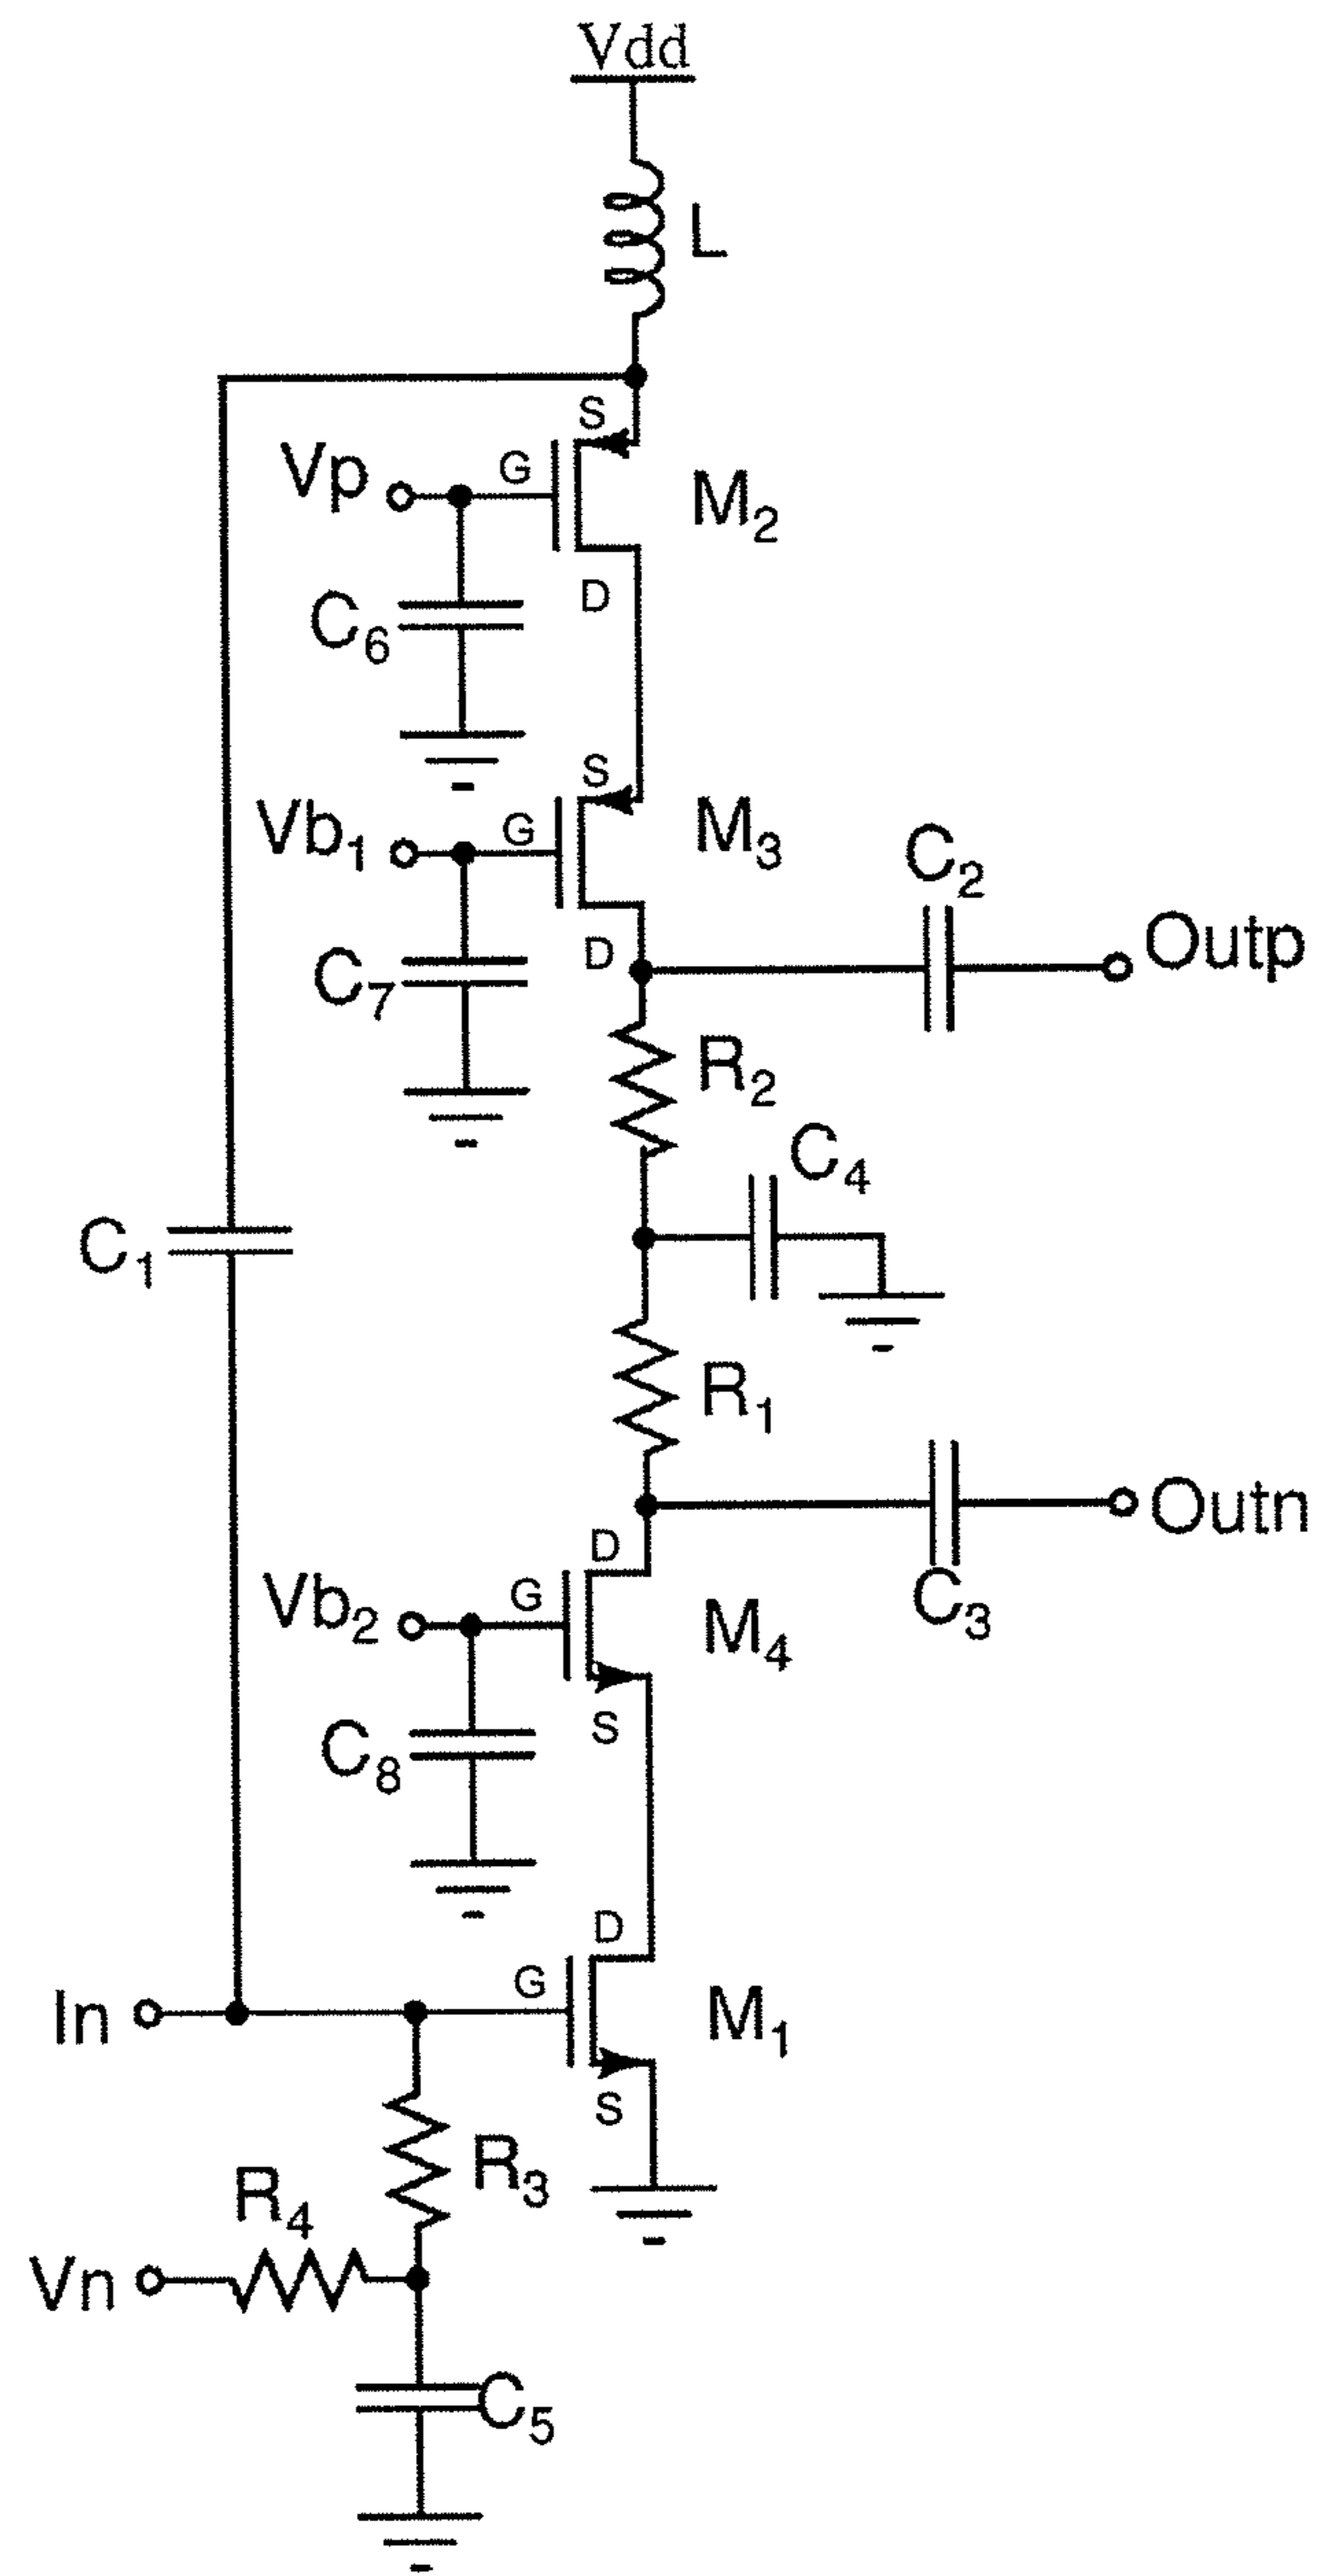 Vdd
L
S
Vp
G
M2
D
C6
S
Vb1
G
M3
C2
Outp
D
C7
R2
C4
C1
R1
Outn
D
C3
Vb2
G
M4
S
C8
D
G
In
M1
S
R3
R4
Vn
C5